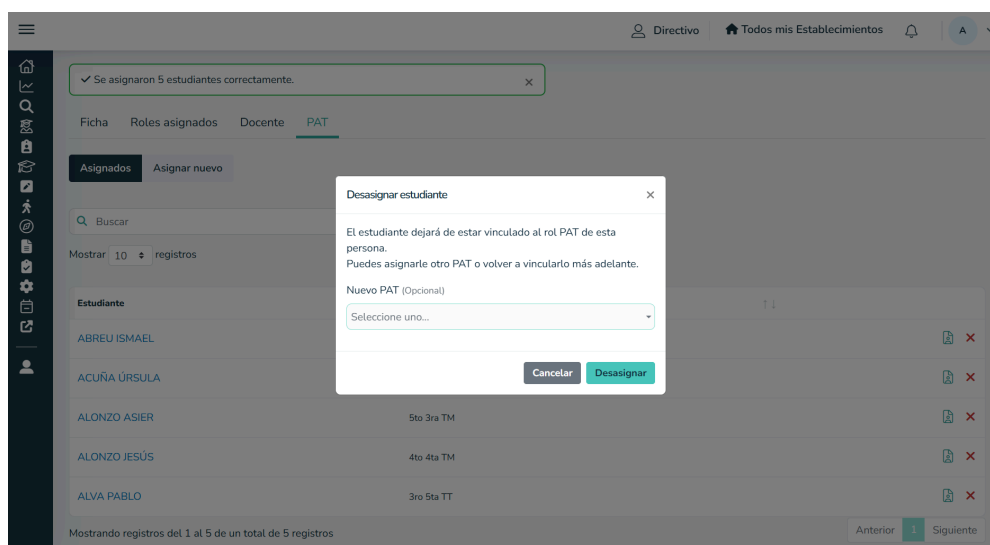 Directivo
Todos mis Establecimientos
A
Se asignaron 5 estudiantes correctamente.
Ficha Roles asignados Docente PAT
Asignados Asignar nuevo
Desasignar estudiante
El estudiante dejará de estar vinculado al rol PAT de esta
persona.
Puedes asignarle otro PAT o volver a vincularlo más adelante.
Nuevo PAT (Opcional)
Seleccione uno...
Cancelar Desasignar
Buscar
Mostrar 10 registros
Estudiante
ABREU ISMAEL
ACUÑA ÚRSULA
ALONZO ASIER 5to 3ra TM
ALONZO JESÚS 4to 4ta TM
ALVA PABLO 3ro 5ta TT
Mostrando registros del 1 al 5 de un total de 5 registros
Anterior 1 Siguiente